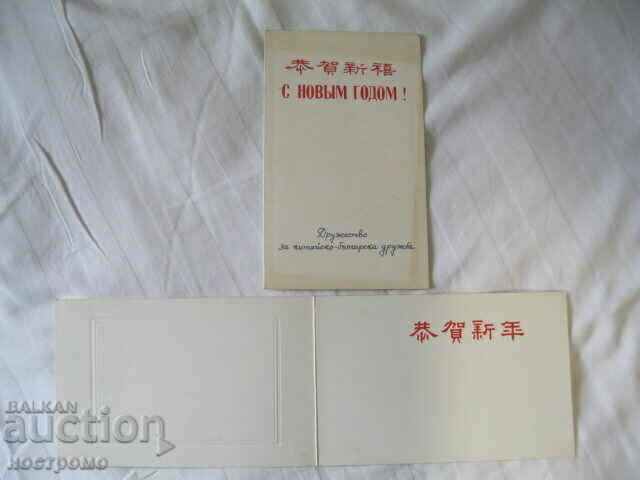 恭賀新禧
С НОВЫМ ГОДОМ!
Дружество
за китайско-българска дружба
恭賀新年
BALKAN
auction
ностромо